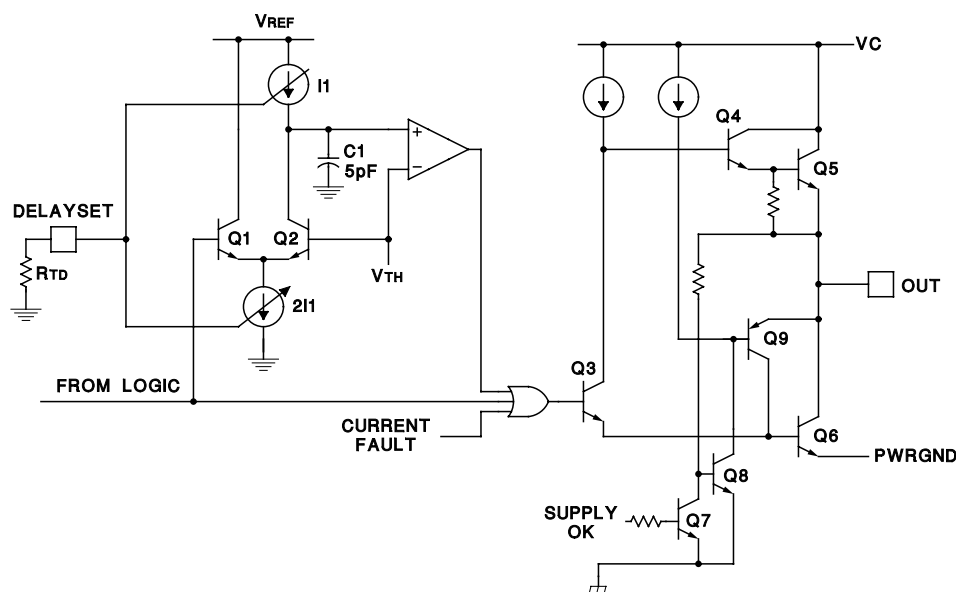 VREF
I1
C1
5pF
+
−
DELAYSET
RTD
Q1
Q2
VTH
2I1
FROM LOGIC
CURRENT
FAULT
VC
Q4
Q5
OUT
Q9
Q3
Q6
PWRGND
Q8
Q7
SUPPLY
OK